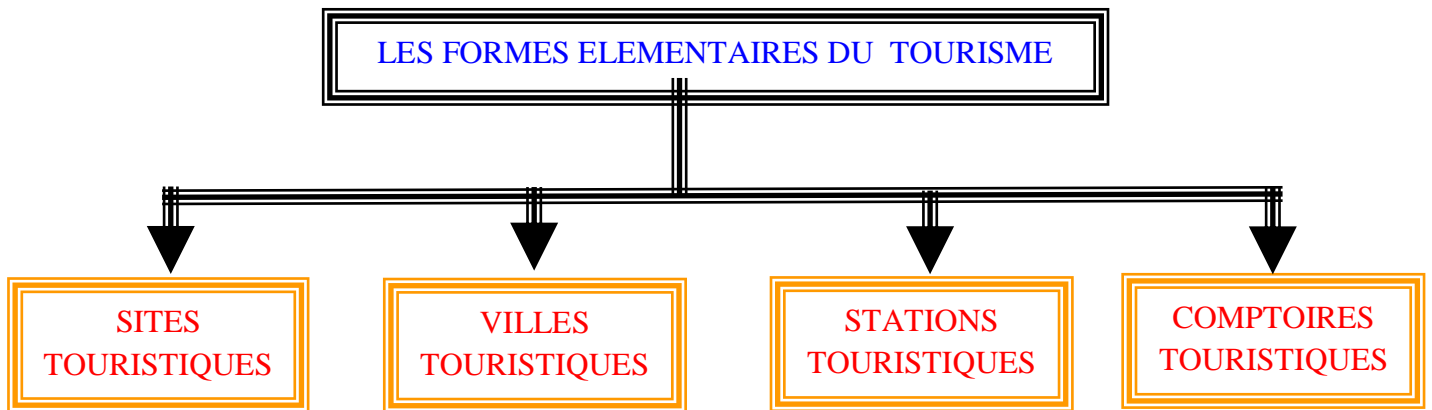 LES FORMES ELEMENTAIRES DU TOURISME
SITES
TOURISTIQUES
VILLES
TOURISTIQUES
STATIONS
TOURISTIQUES
COMPTOIRES
TOURISTIQUES